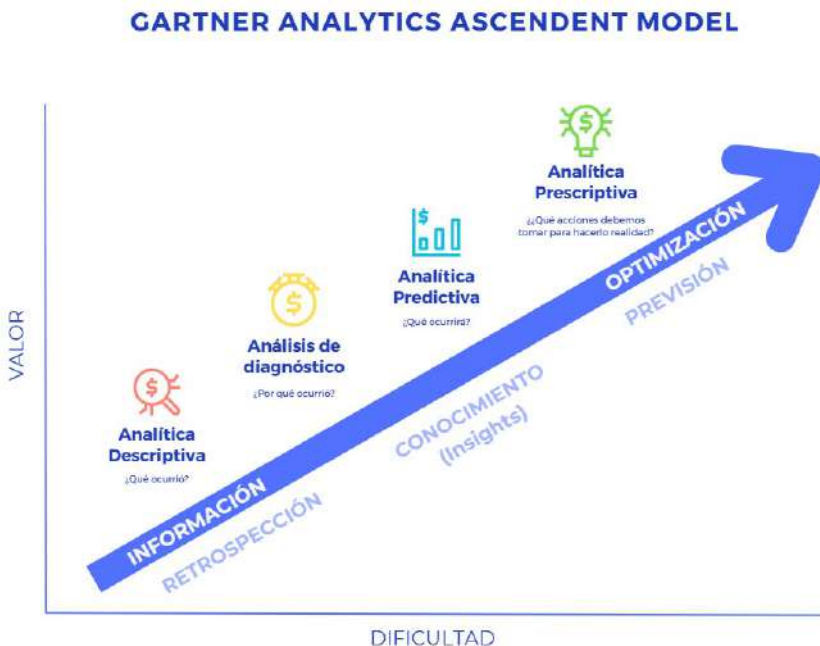 GARTNER ANALYTICS ASCENDENT MODEL
Analítica
Prescriptiva
¿¿Qué acciones debemos
tomar para hacerlo realidad?
Analítica
Predictiva
¿Qué ocurrirá?
Análisis de
diagnóstico
¿Por qué ocurrió?
Analítica
Descriptiva
¿Qué ocurrió?
INFORMACIÓN
OPTIMIZACIÓN
RETROSPECCIÓN
CONOCIMIENTO
(Insights)
PREVISIÓN
VALOR
DIFICULTAD